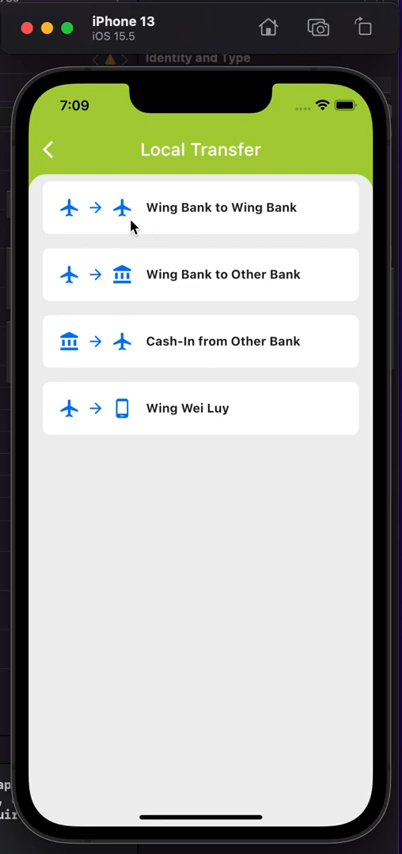 iPhone 13
iOS 15.5
Identity and Type
7:09
Local Transfer
Wing Bank to Wing Bank
Wing Bank to Other Bank
Cash-In from Other Bank
Wing Wei Luy